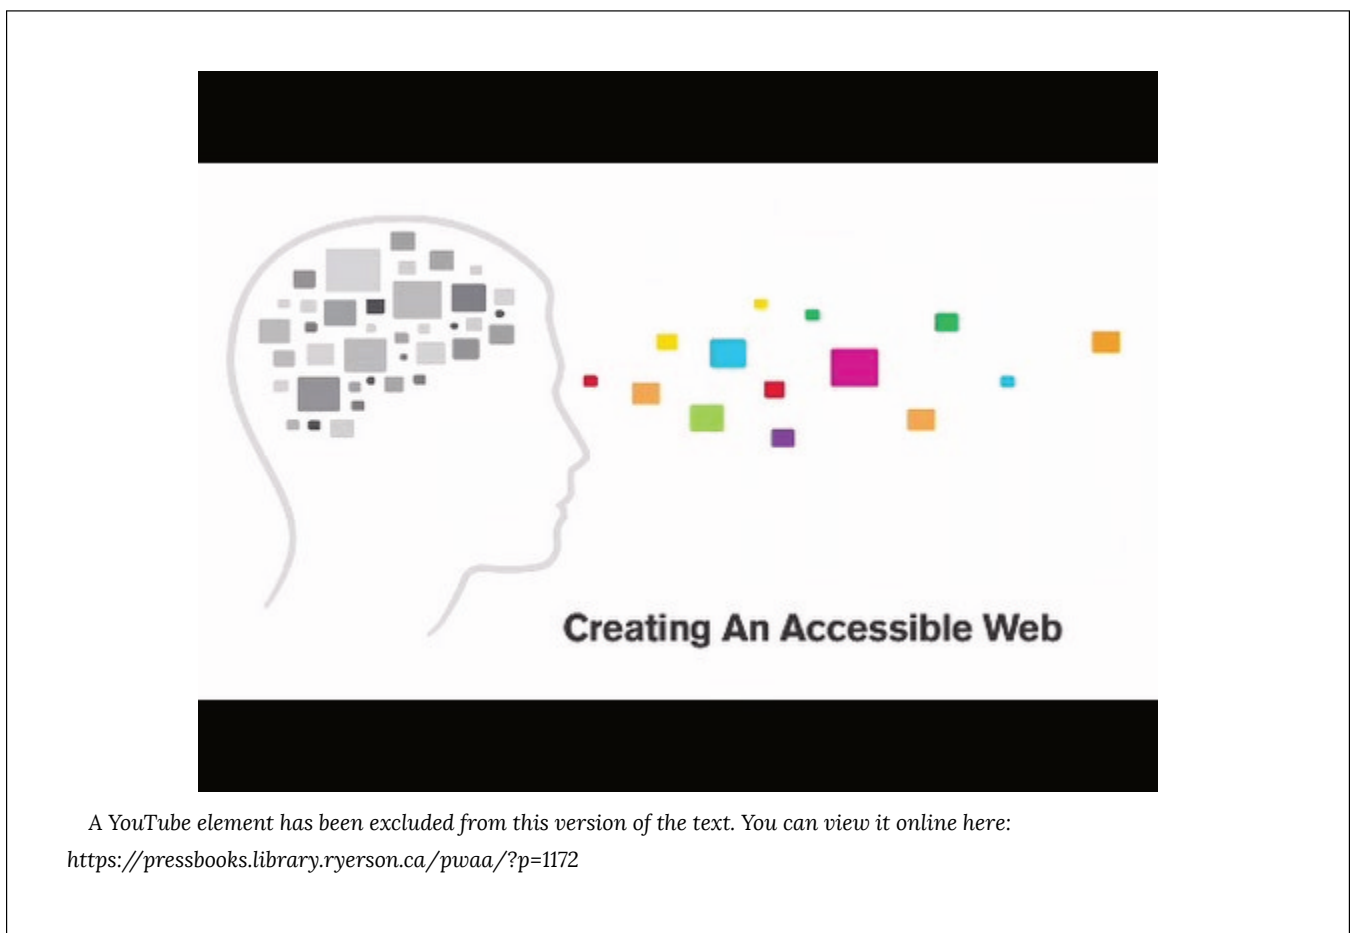 Creating An Accessible Web
A YouTube element has been excluded from this version of the text. You can view it online here:
https://pressbooks.library.ryerson.ca/pwaa/?p=1172